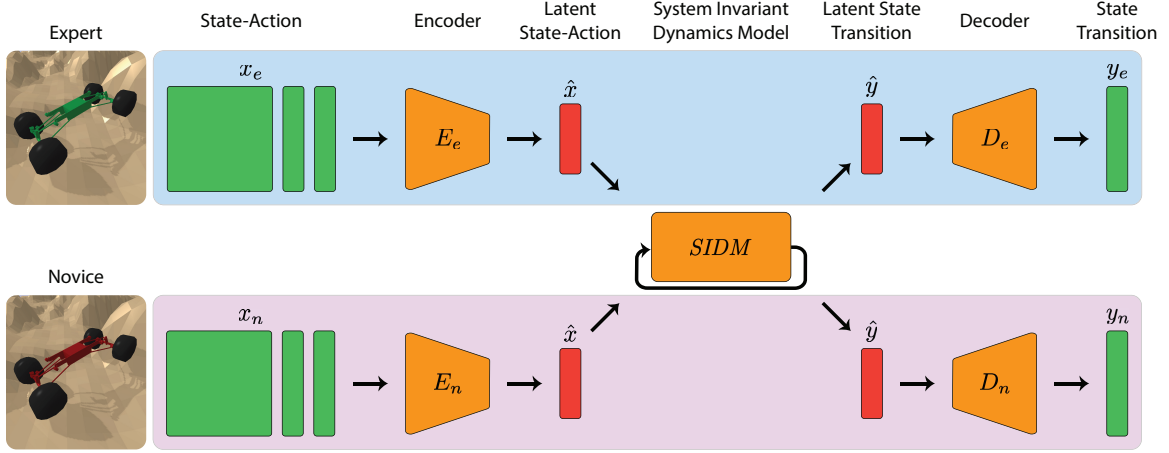 Expert
State-Action
Encoder
Latent
State-Action
System Invariant
Dynamics Model
Latent State
Transition
Decoder
State
Transition
x_e
E_e
x̂
ŷ
D_e
y_e
SIDM
Novice
x_n
E_n
x̂
ŷ
D_n
y_n